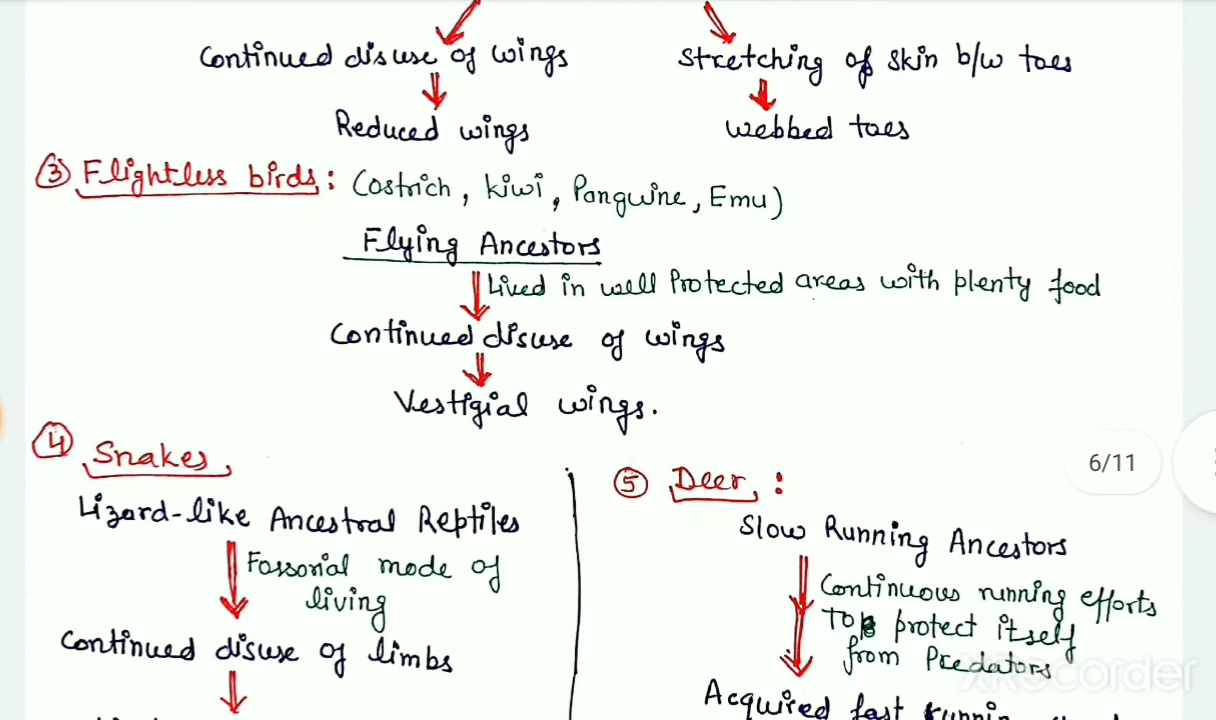 Continued disuse of wings
Stretching of skin b/w toes
Reduced wings
webbed toes
③ Flightless birds : (ostrich, kiwi, Panguine, Emu)
Flying Ancestors
Lived in well Protected areas with plenty food
Continued disuse of wings
Vestigial wings.
④ Snakes
Lizard-like Ancestral Reptiles
Fossorial mode of
living
Continued disuse of limbs
⑤ Deer :
Slow Running Ancestors
Continuous running efforts
To protect itself
from Predators
Acquired fast
6/11
XRecorder